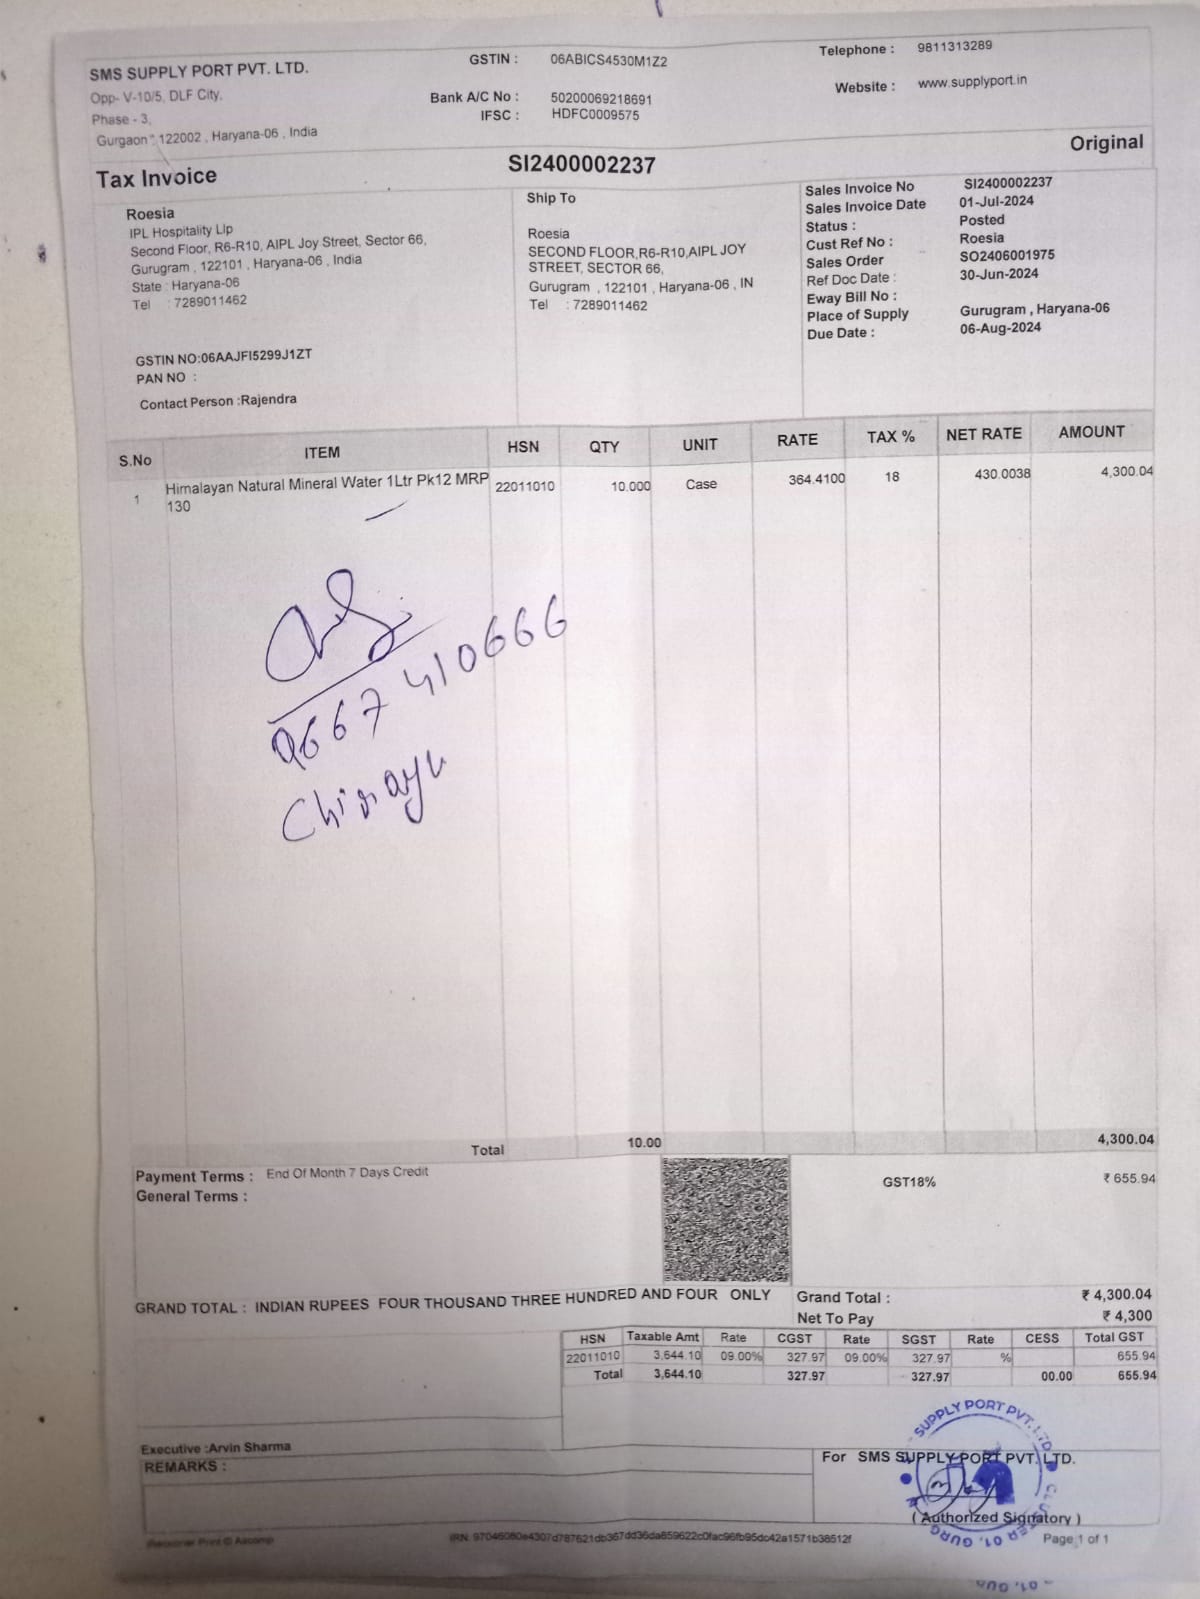 SMS SUPPLY PORT PVT. LTD.
Opp- V-10/5, DLF City,
Phase - 3,
Gurgaon - 122002 , Haryana-06 , India
GSTIN : 06ABICS4530M1Z2
Bank A/C No : 50200069218691
IFSC : HDFC0009575
Telephone : 9811313289
Website : www.supplyport.in
Original
Tax Invoice
SI2400002237
Roesia
IPL Hospitality Llp
Second Floor, R6-R10, AIPL Joy Street, Sector 66,
Gurugram , 122101 , Haryana-06 , India
State : Haryana-06
Tel : 7289011462
GSTIN NO:06AAJFI5299J1ZT
PAN NO :
Contact Person :Rajendra
Ship To
Roesia
SECOND FLOOR,R6-R10,AIPL JOY
STREET, SECTOR 66,
Gurugram , 122101 , Haryana-06 , IN
Tel : 7289011462
Sales Invoice No SI2400002237
Sales Invoice Date 01-Jul-2024
Status : Posted
Cust Ref No : Roesia
Sales Order SO2406001975
Ref Doc Date : 30-Jun-2024
Eway Bill No :
Place of Supply Gurugram , Haryana-06
Due Date : 06-Aug-2024
S.No ITEM HSN QTY UNIT RATE TAX % NET RATE AMOUNT
1 Himalayan Natural Mineral Water 1Ltr Pk12 MRP 22011010 10.000 Case 364.4100 18 430.0038 4,300.04
130
9667410666
Chirayu
Total 10.00 4,300.04
Payment Terms : End Of Month 7 Days Credit
General Terms :
GST18% ₹ 655.94
GRAND TOTAL : INDIAN RUPEES FOUR THOUSAND THREE HUNDRED AND FOUR ONLY
Grand Total : ₹ 4,300.04
Net To Pay ₹ 4,300
HSN Taxable Amt Rate CGST Rate SGST Rate CESS Total GST
22011010 3,644.10 09.00% 327.97 09.00% 327.97 % 655.94
Total 3,644.10 327.97 327.97 00.00 655.94
Executive :Arvin Sharma
REMARKS :
For SMS SUPPLY PORT PVT. LTD.
SUPPLY PORT PVT. LTD.
CLUSTER 01,
( Authorized Signatory )
Page 1 of 1